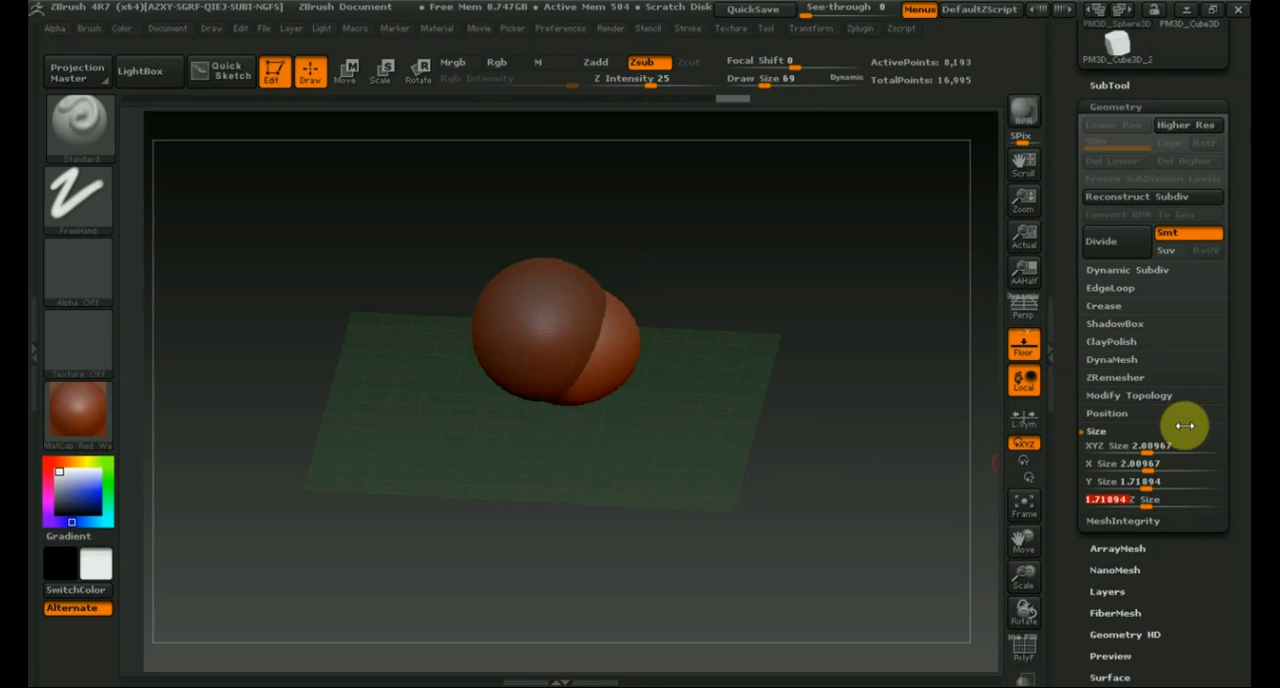 ZBrush 4R7 (x64)[AZXY-SGRF-QIEJ-SUBI-NGFS] ZBrush Document • Free Mem 8.747GB • Active Mem 504 • Scratch Disk QuickSave See-through 0 Menus DefaultZScript
Alpha Brush Color Document Draw Edit File Layer Light Macro Marker Material Movie Picker Preferences Render Stencil Stroke Texture Tool Transform Zplugin Zscript
PM3D_Sphere3D PM3D_Cube3D
PM3D_Cube3D_2
Projection Master
LightBox
Quick Sketch
Edit
Draw
Move
Scale
Rotate
Mrgb Rgb M
Rgb Intensity
Zadd Zsub Zcut
Z Intensity 25
Focal Shift 0
Draw Size 69 Dynamic
ActivePoints: 8,193
TotalPoints: 16,995
Standard
FreeHand
Alpha Off
Texture Off
MatCap Red Wa
Gradient
SwitchColor
Alternate
BPR
SPix
Scroll
Zoom
Actual
AAHalf
Dynamic
Persp
Floor
Local
L.Sym
XYZ
Frame
Move
Scale
Rotate
PolyF
SubTool
Geometry
Lower Res Higher Res
SDiv Cage Rstr
Del Lower Del Higher
Freeze SubDivision Levels
Reconstruct Subdiv
Convert BPR To Geo
Divide Smt
Suv ReUV
Dynamic Subdiv
EdgeLoop
Crease
ShadowBox
ClayPolish
DynaMesh
ZRemesher
Modify Topology
Position
Size
XYZ Size 2.00967
X Size 2.00967
Y Size 1.71894
1.71894 Z Size
MeshIntegrity
ArrayMesh
NanoMesh
Layers
FiberMesh
Geometry HD
Preview
Surface